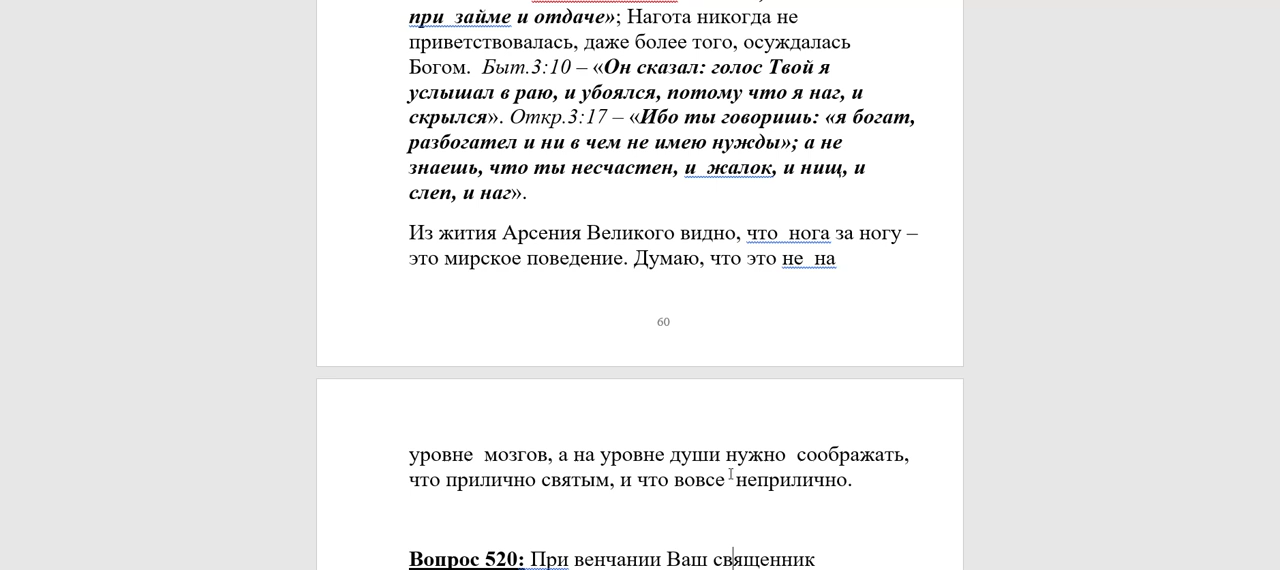 при  займе и отдаче»; Нагота никогда не
приветствовалась, даже более того, осуждалась
Богом.  Быт.3:10 – «Он сказал: голос Твой я
услышал в раю, и убоялся, потому что я наг, и
скрылся». Откр.3:17 – «Ибо ты говоришь: «я богат,
разбогател и ни в чем не имею нужды»; а не
знаешь, что ты несчастен, и  жалок, и нищ, и
слеп, и наг».
Из жития Арсения Великого видно, что  нога за ногу –
это мирское поведение. Думаю, что это не  на
60
уровне  мозгов, а на уровне души нужно  соображать,
что прилично святым, и что вовсе  неприлично.
Вопрос 520: При венчании Ваш священник